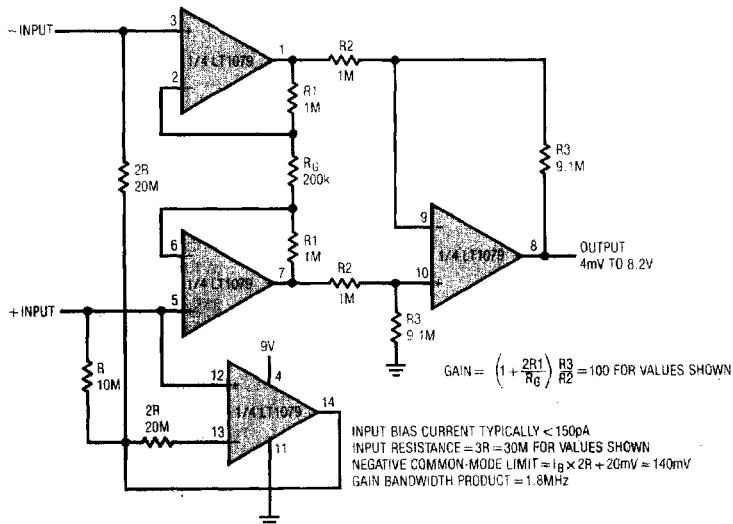 −INPUT
3
+
1/4 LT1079
1
2
−
R2
1M
R1
1M
RG
200k
R3
9.1M
2R
20M
6
−
1/4 LT1079
7
5
+
R1
1M
R2
1M
9
−
1/4 LT1079
8
10
+
OUTPUT
4mV TO 8.2V
+INPUT
R3
9.1M
R
10M
2R
20M
9V
4
12
+
1/4 LT1079
14
13
−
11
GAIN = (1 + 2R1/RG) R3/R2 = 100 FOR VALUES SHOWN
INPUT BIAS CURRENT TYPICALLY < 150pA
INPUT RESISTANCE = 3R = 30M FOR VALUES SHOWN
NEGATIVE COMMON-MODE LIMIT ≈ IB × 2R + 20mV ≈ 140mV
GAIN BANDWIDTH PRODUCT = 1.8MHz